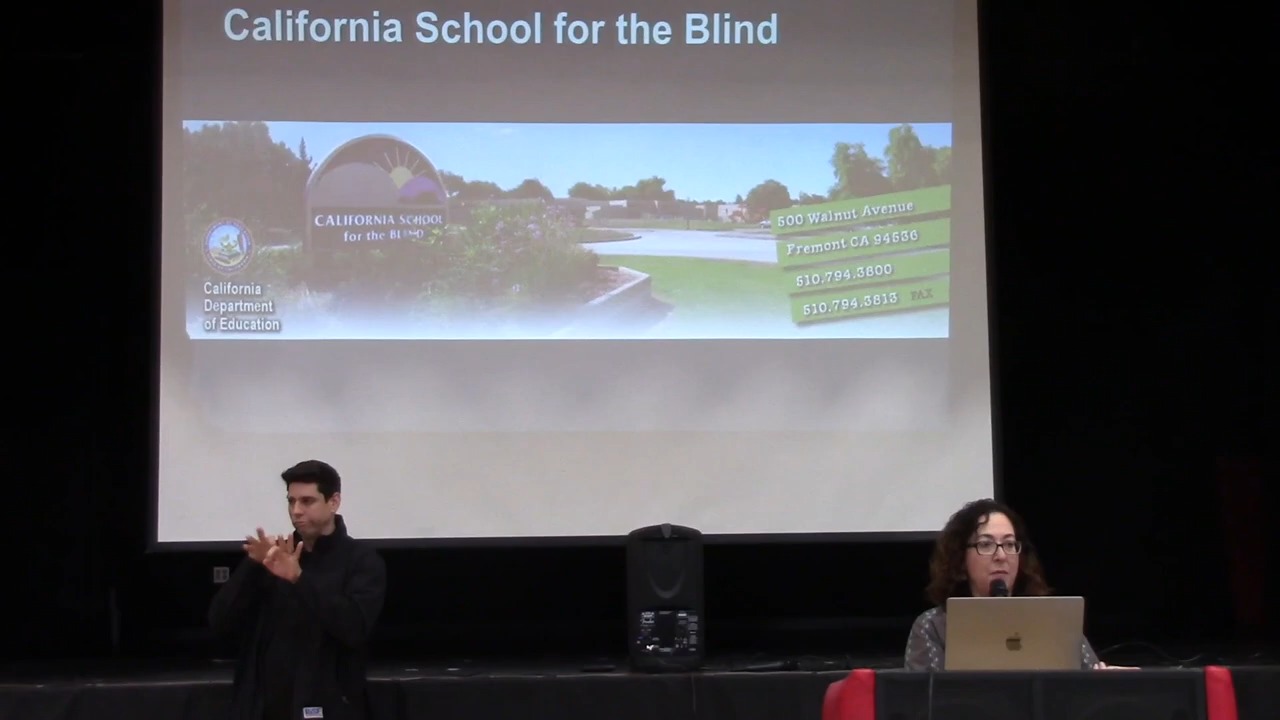 California School for the Blind
CALIFORNIA SCHOOL
for the BLIND
California
Department
of Education
500 Walnut Avenue
Fremont CA 94536
510.794.3800
510.794.3813 FAX